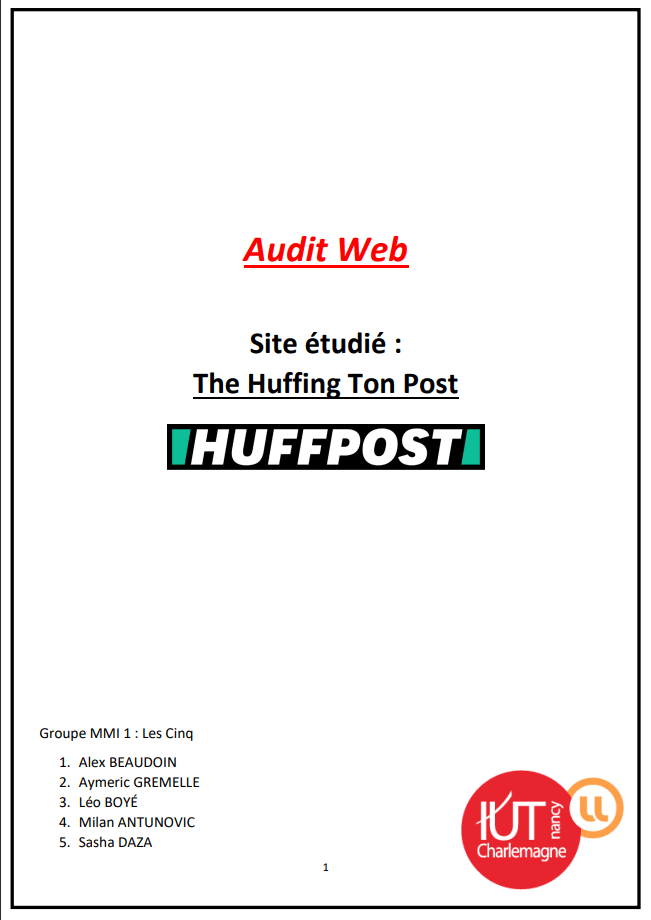 Audit Web
Site étudié :
The Huffing Ton Post
HUFFPOST
Groupe MMI 1 : Les Cinq
1. Alex BEAUDOIN
2. Aymeric GREMELLE
3. Léo BOYÉ
4. Milan ANTUNOVIC
5. Sasha DAZA
IUT nancy
Charlemagne
1